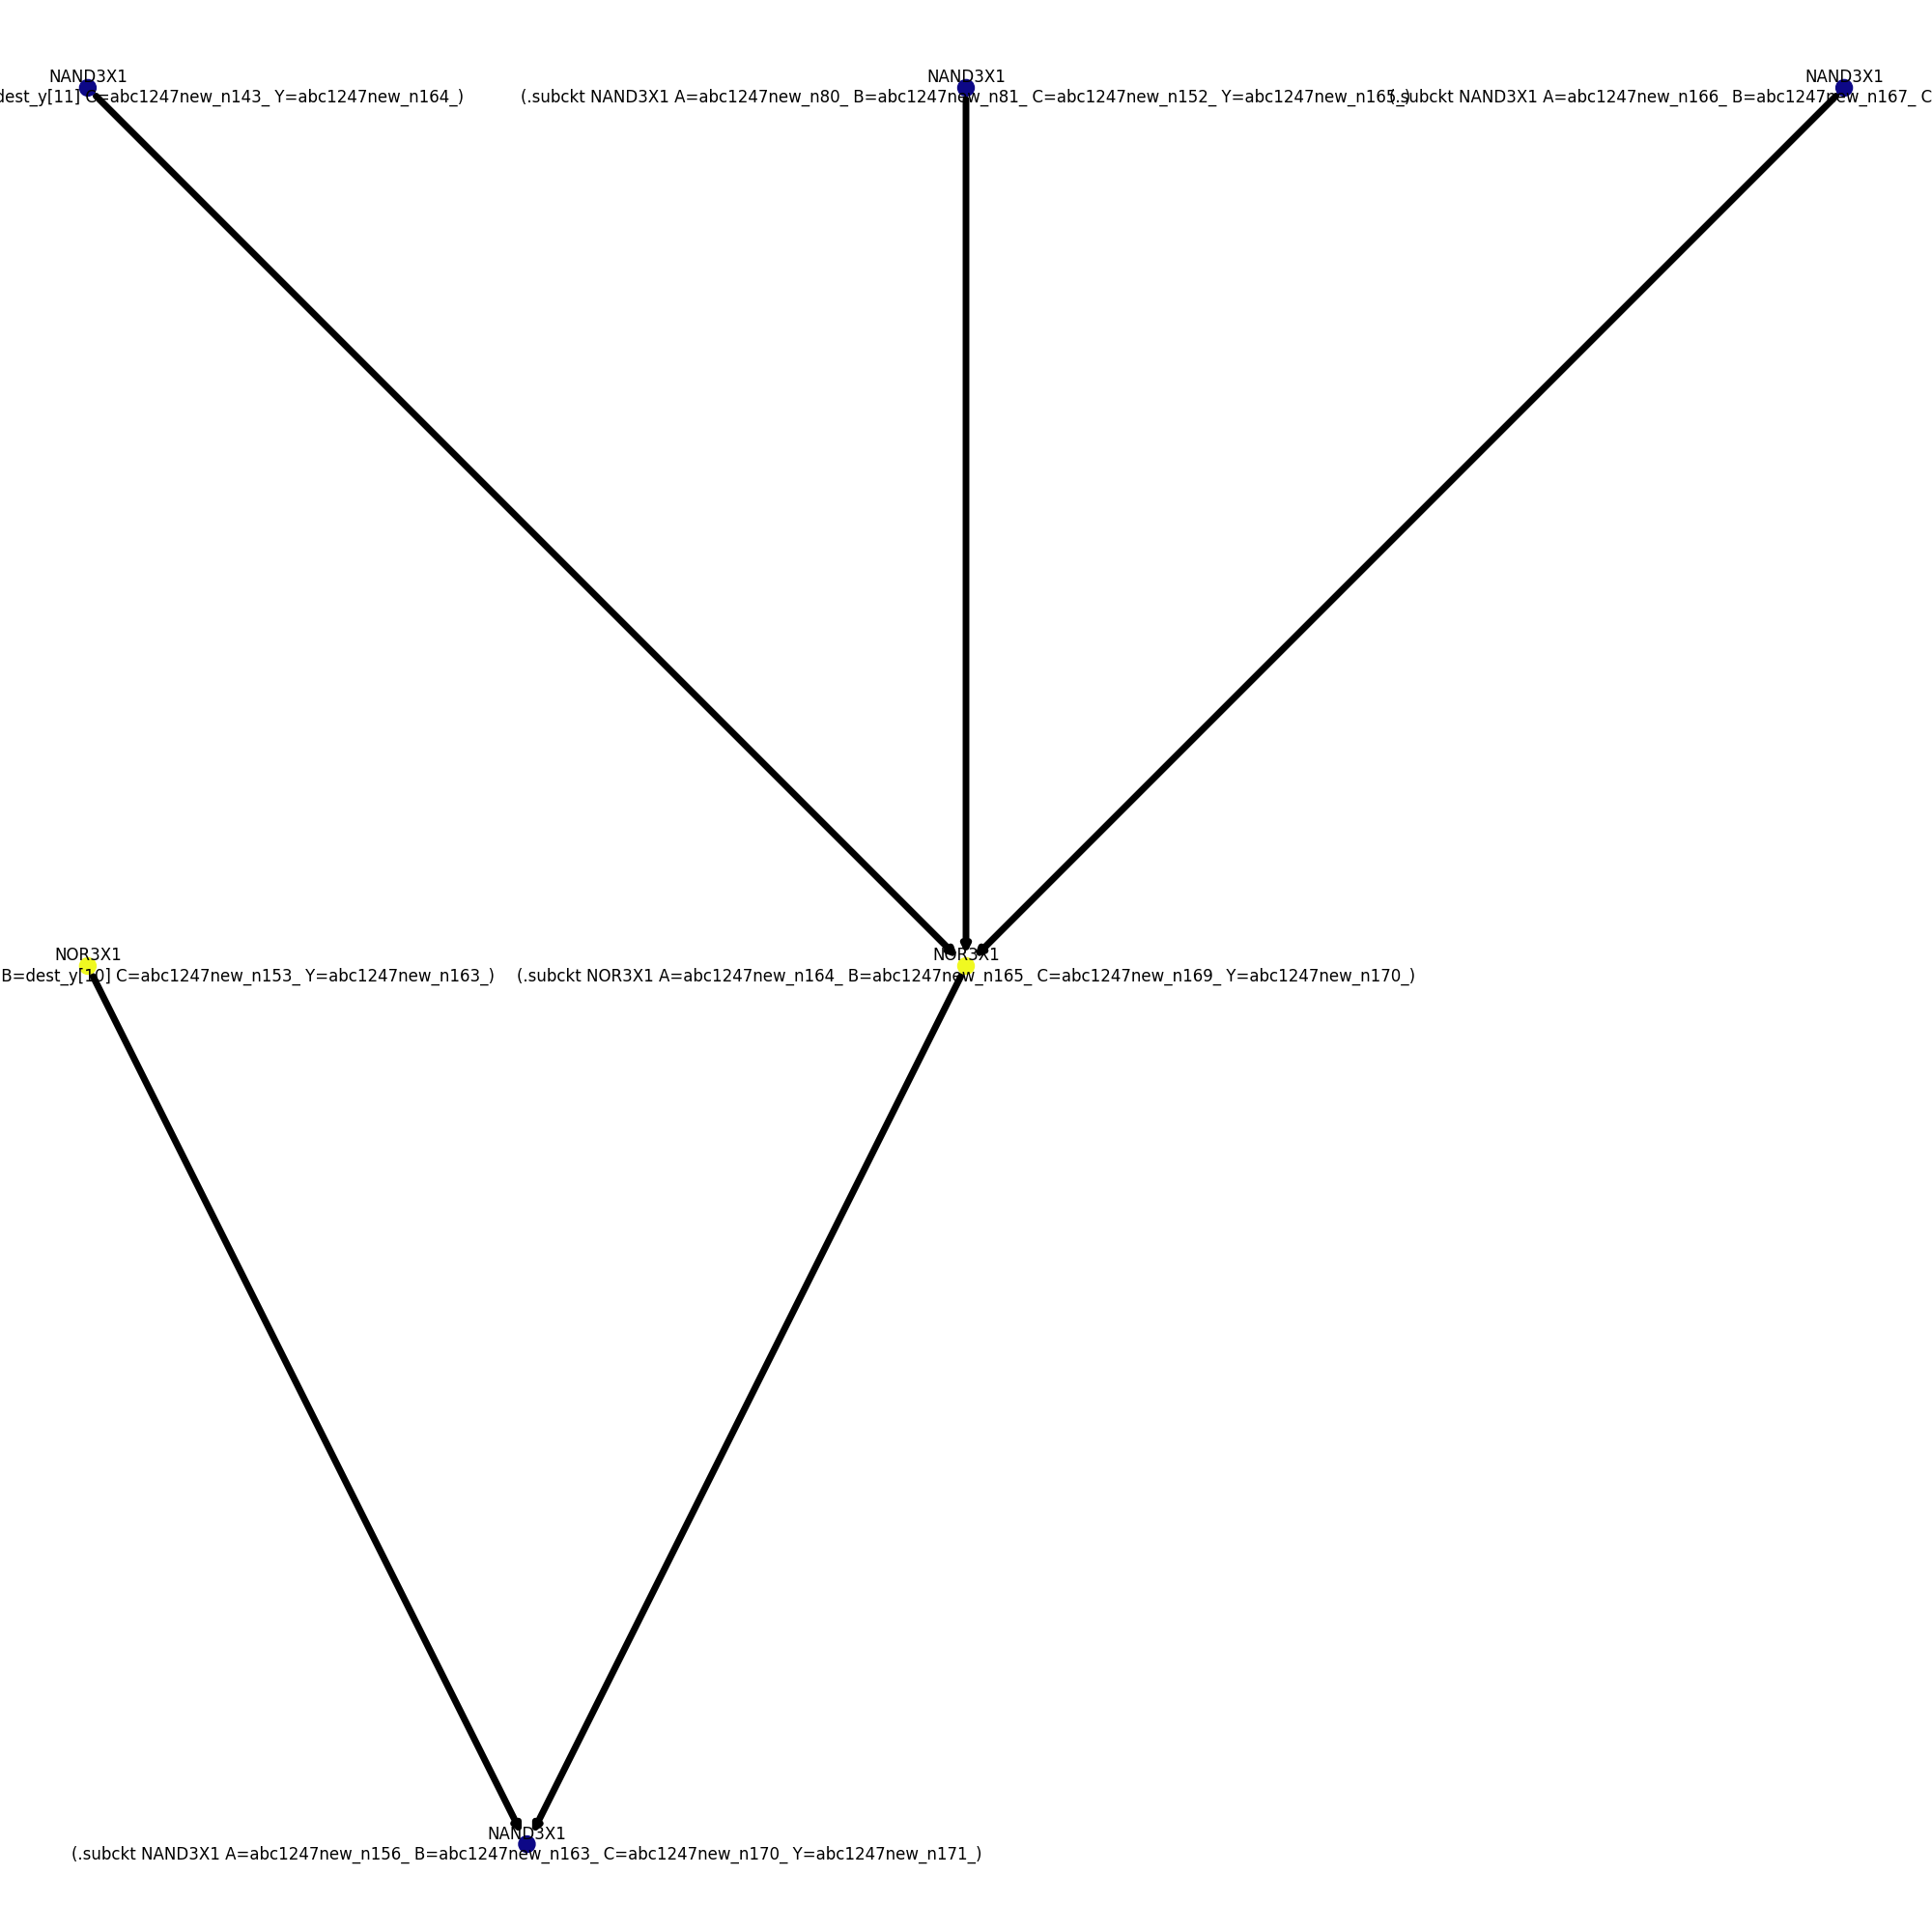 NAND3X1
dest_y[11] C=abc1247new_n143_ Y=abc1247new_n164_)
NAND3X1
(.subckt NAND3X1 A=abc1247new_n80_ B=abc1247new_n81_ C=abc1247new_n152_ Y=abc1247new_n165_)
NAND3X1
(.subckt NAND3X1 A=abc1247new_n166_ B=abc1247new_n167_ C
NOR3X1
B=dest_y[10] C=abc1247new_n153_ Y=abc1247new_n163_)
NOR3X1
(.subckt NOR3X1 A=abc1247new_n164_ B=abc1247new_n165_ C=abc1247new_n169_ Y=abc1247new_n170_)
NAND3X1
(.subckt NAND3X1 A=abc1247new_n156_ B=abc1247new_n163_ C=abc1247new_n170_ Y=abc1247new_n171_)